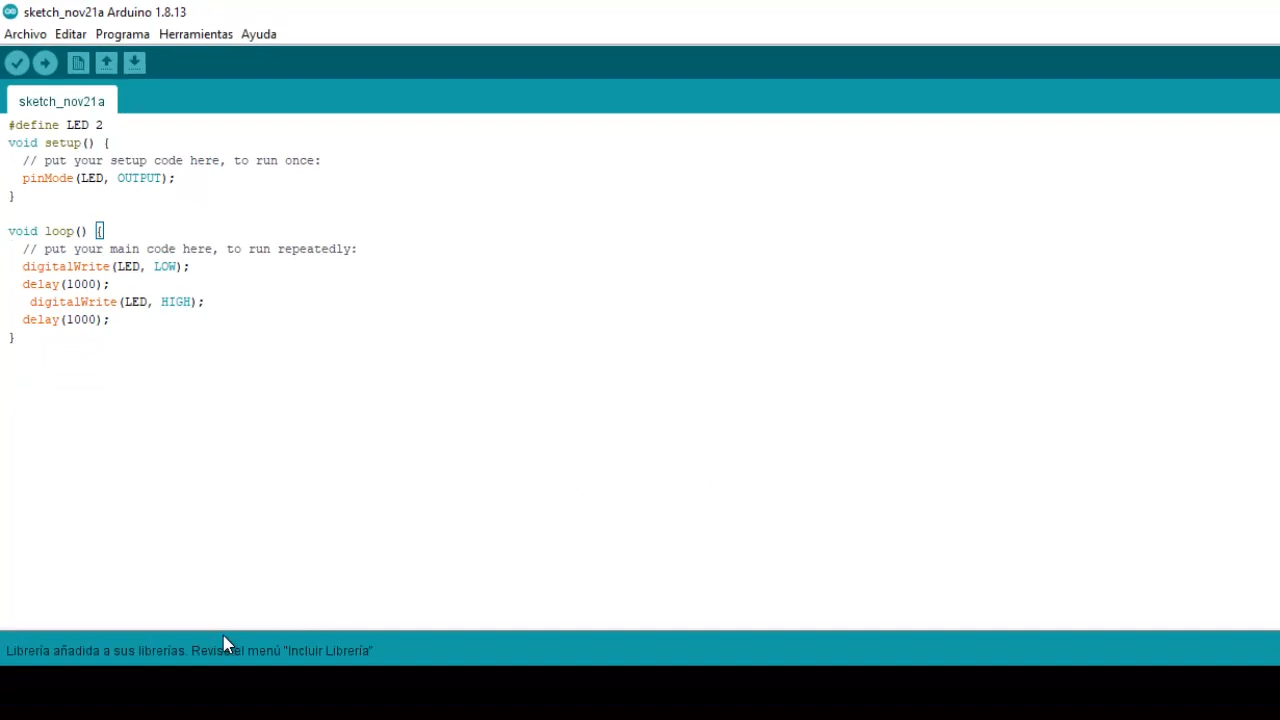 sketch_nov21a Arduino 1.8.13
Archivo Editar Programa Herramientas Ayuda
sketch_nov21a
#define LED 2
void setup() {
  // put your setup code here, to run once:
  pinMode(LED, OUTPUT);
}
void loop() {
  // put your main code here, to run repeatedly:
  digitalWrite(LED, LOW);
  delay(1000);
   digitalWrite(LED, HIGH);
  delay(1000);
}
Librería añadida a sus librerías. el menú "Incluir Librería"